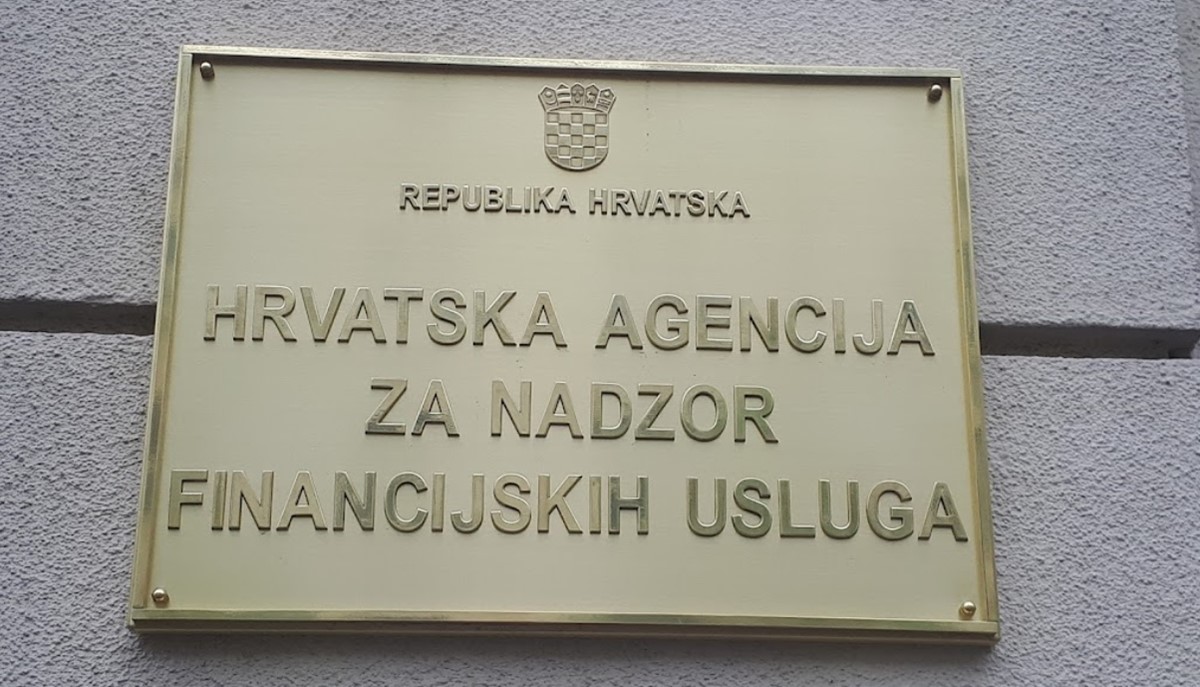 REPUBLIKA HRVATSKA
HRVATSKA AGENCIJA
ZA NADZOR
FINANCIJSKIH USLUGA